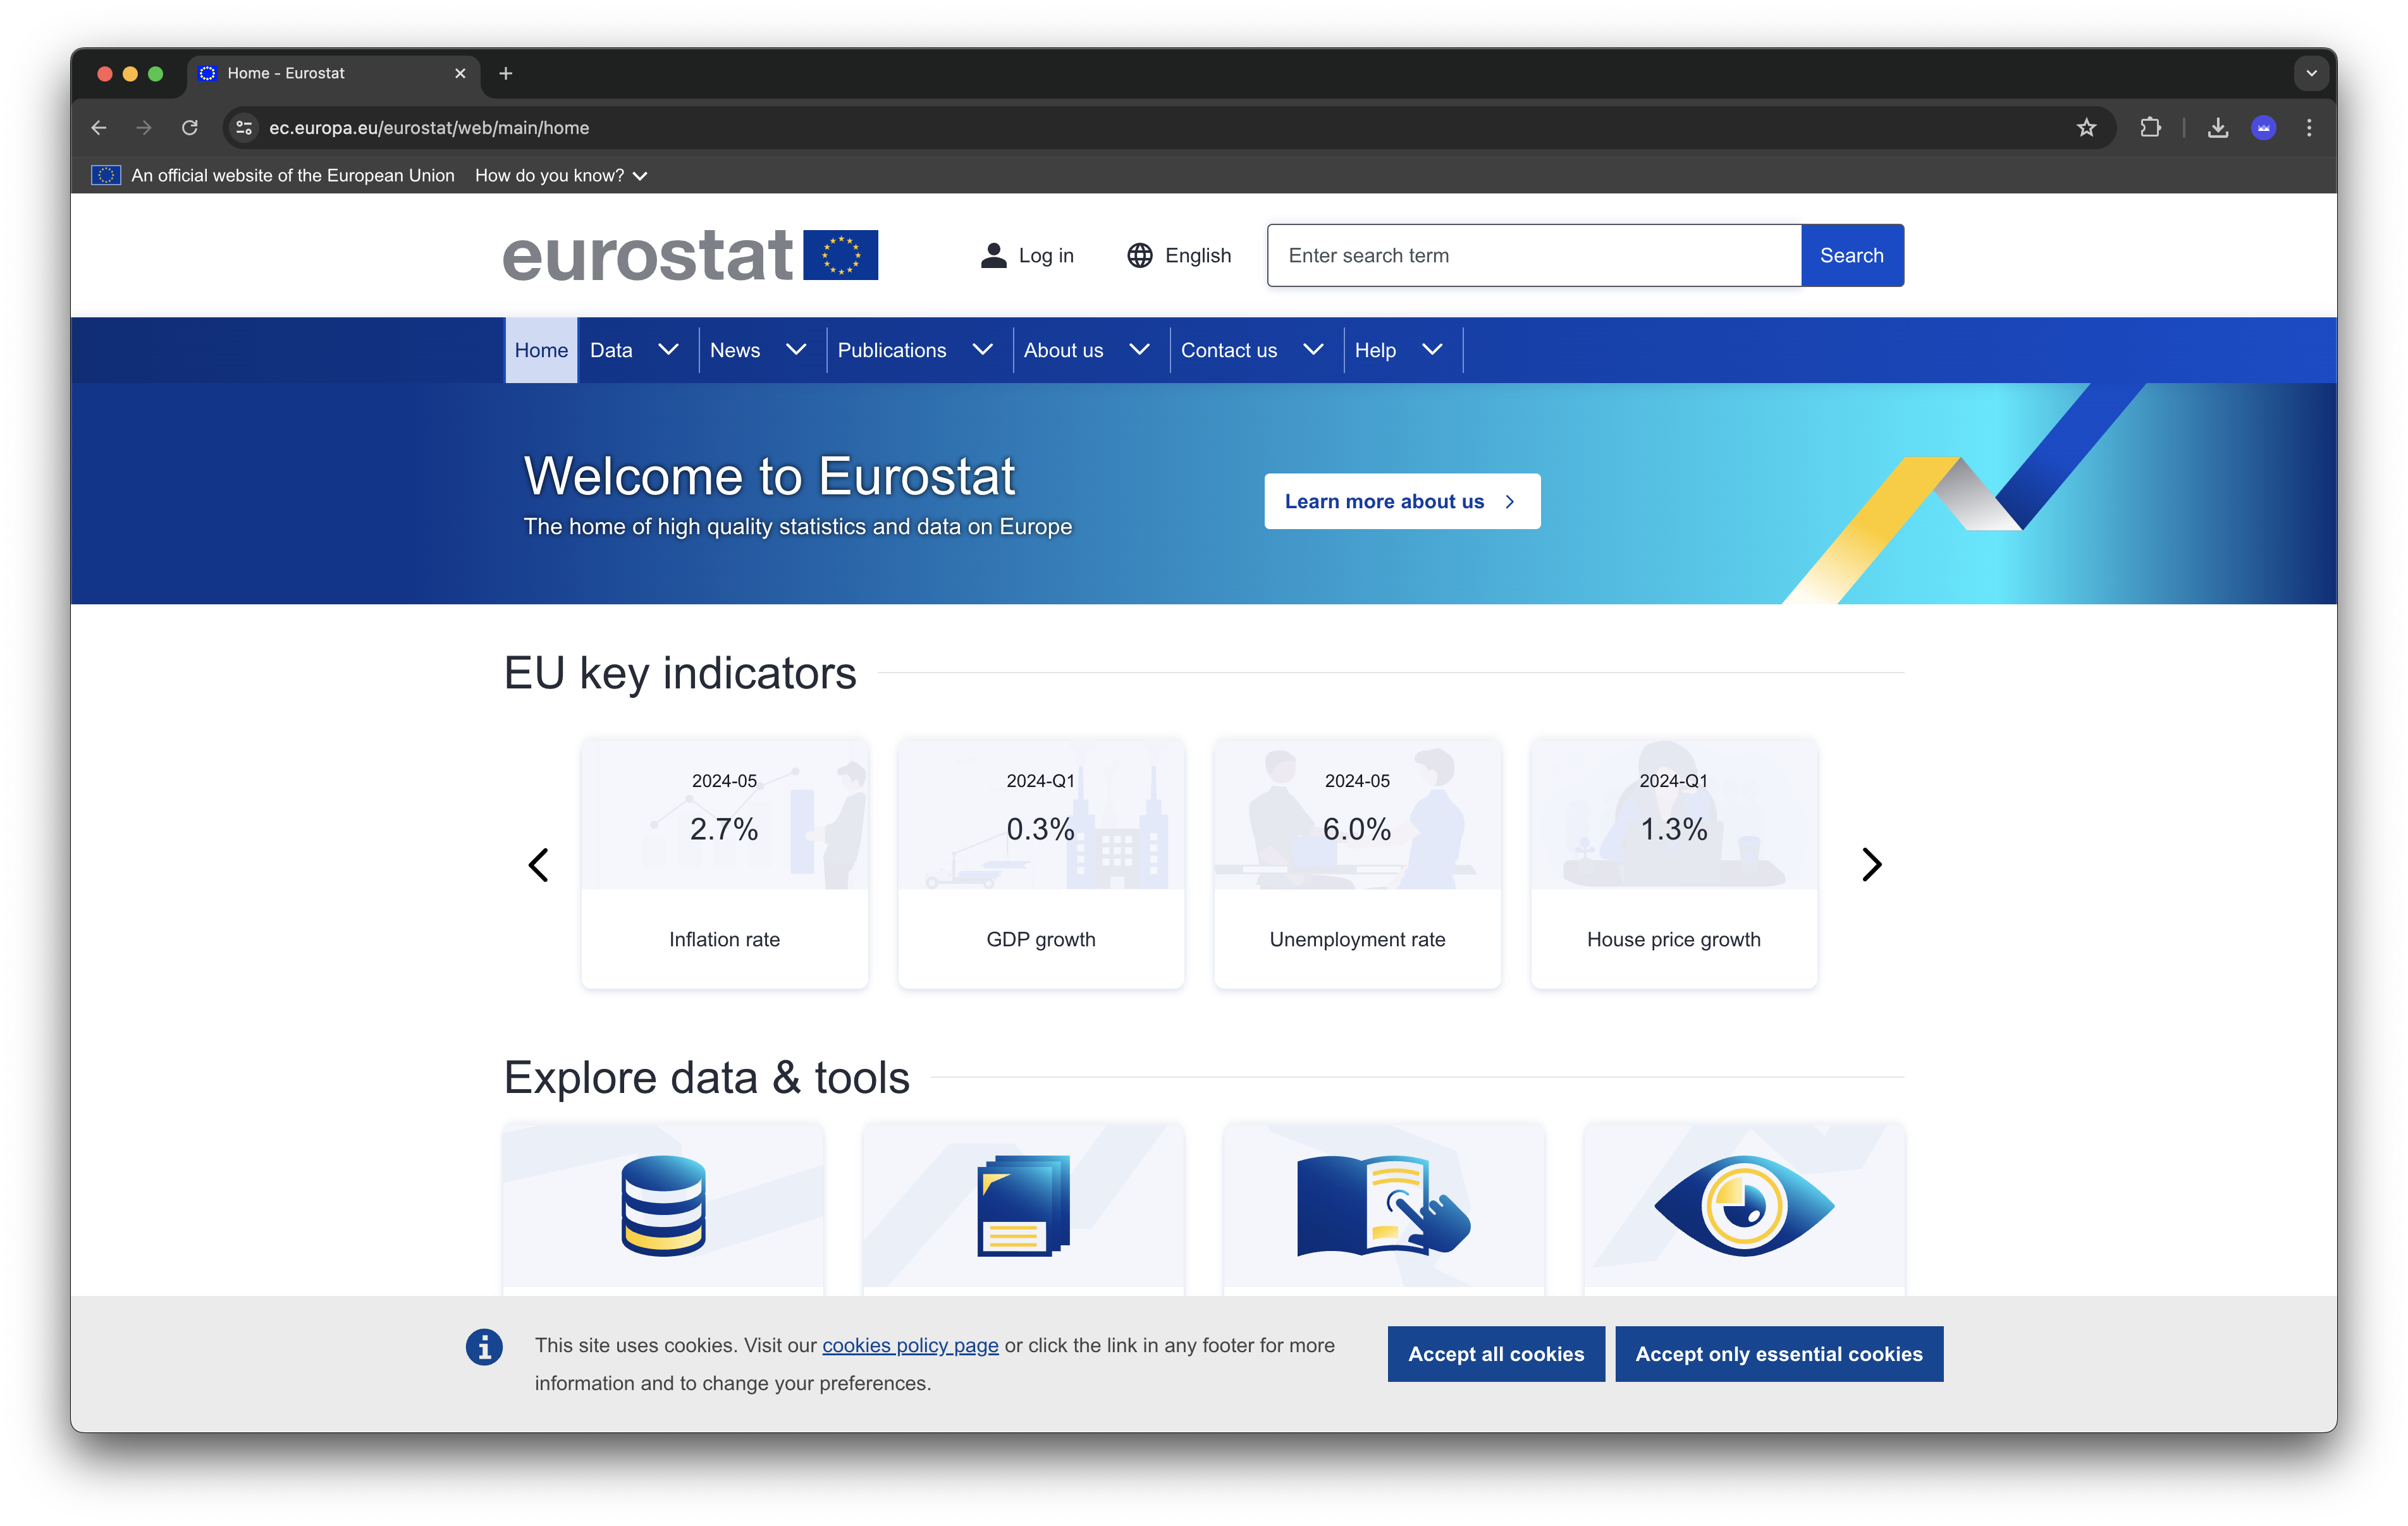 Home - Eurostat
ec.europa.eu/eurostat/web/main/home
An official website of the European Union How do you know?
eurostat
Log in
English
Enter search term
Search
Home Data News Publications About us Contact us Help
Welcome to Eurostat
The home of high quality statistics and data on Europe
Learn more about us
EU key indicators
2024-05
2.7%
Inflation rate
2024-Q1
0.3%
GDP growth
2024-05
6.0%
Unemployment rate
2024-Q1
1.3%
House price growth
Explore data & tools
This site uses cookies. Visit our cookies policy page or click the link in any footer for more
information and to change your preferences.
Accept all cookies
Accept only essential cookies